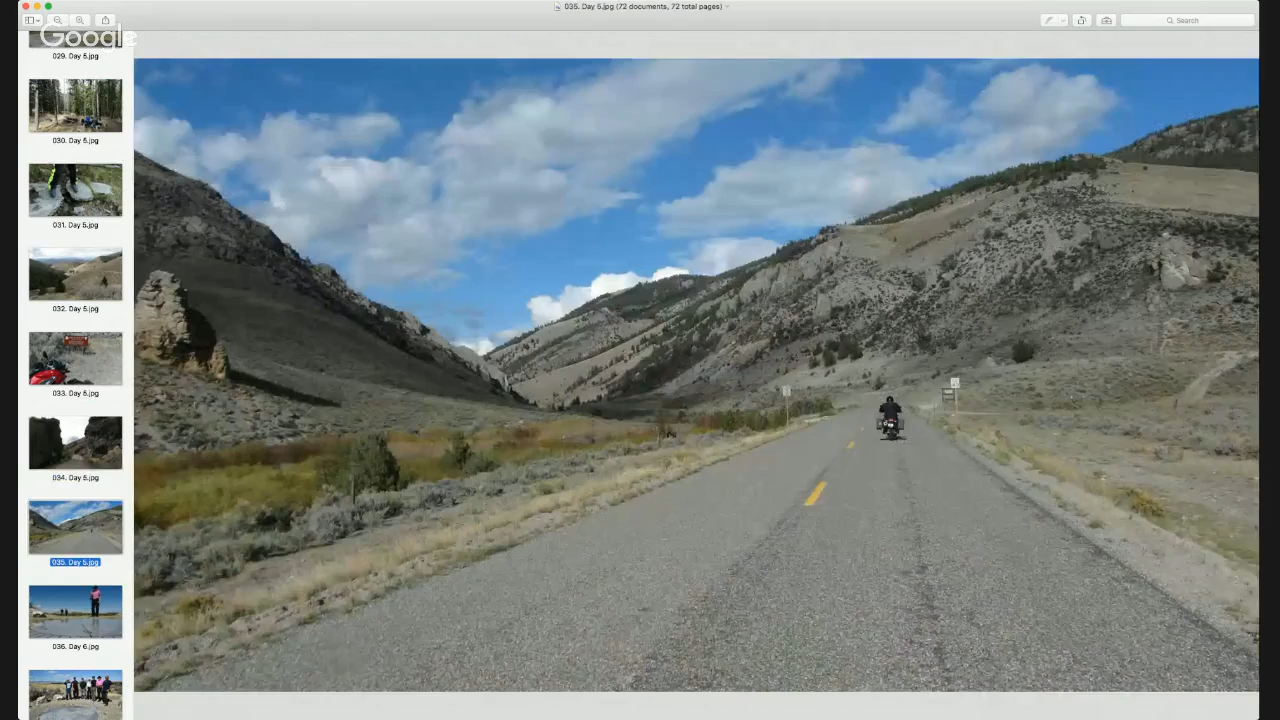 035. Day 5.jpg (72 documents, 72 total pages)
Search
Google
029. Day 5.jpg
030. Day 5.jpg
031. Day 5.jpg
032. Day 5.jpg
033. Day 5.jpg
034. Day 5.jpg
035. Day 5.jpg
036. Day 6.jpg